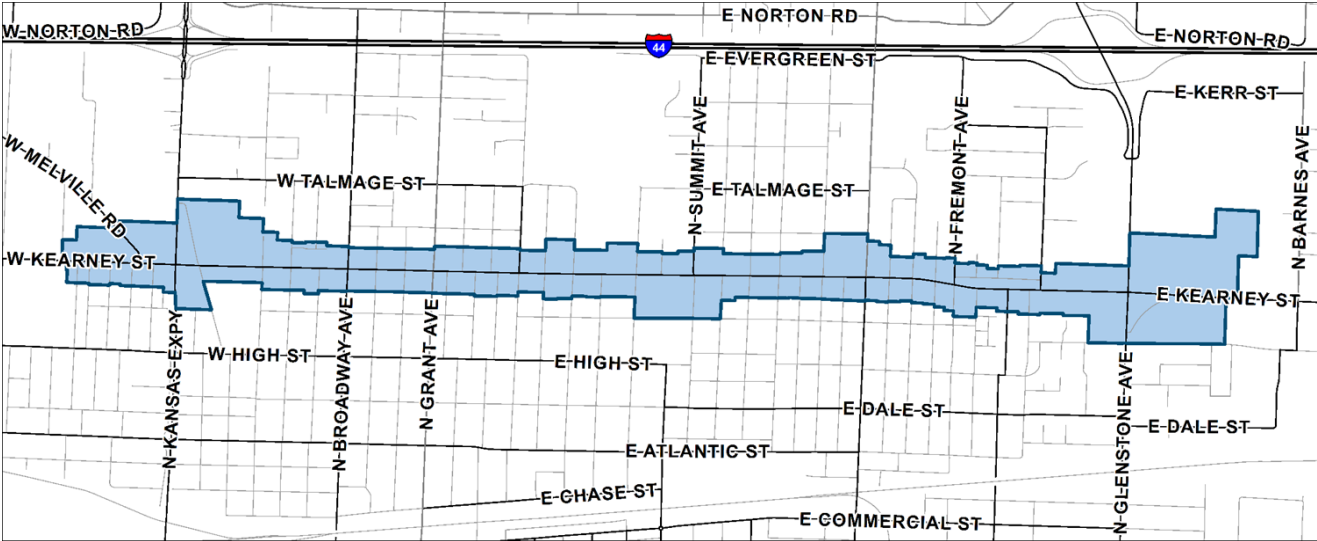 E NORTON RD
W NORTON RD
E NORTON RD
44
E EVERGREEN ST
E KERR ST
W MELVILLE RD
N SUMMIT AVE
N FREMONT AVE
N BARNES AVE
W TALMAGE ST
E TALMAGE ST
W KEARNEY ST
E KEARNEY ST
N KANSAS EXPY
N BROADWAY AVE
N GRANT AVE
W HIGH ST
E HIGH ST
N GLENSTONE AVE
E DALE ST
E DALE ST
E ATLANTIC ST
E CHASE ST
E COMMERCIAL ST